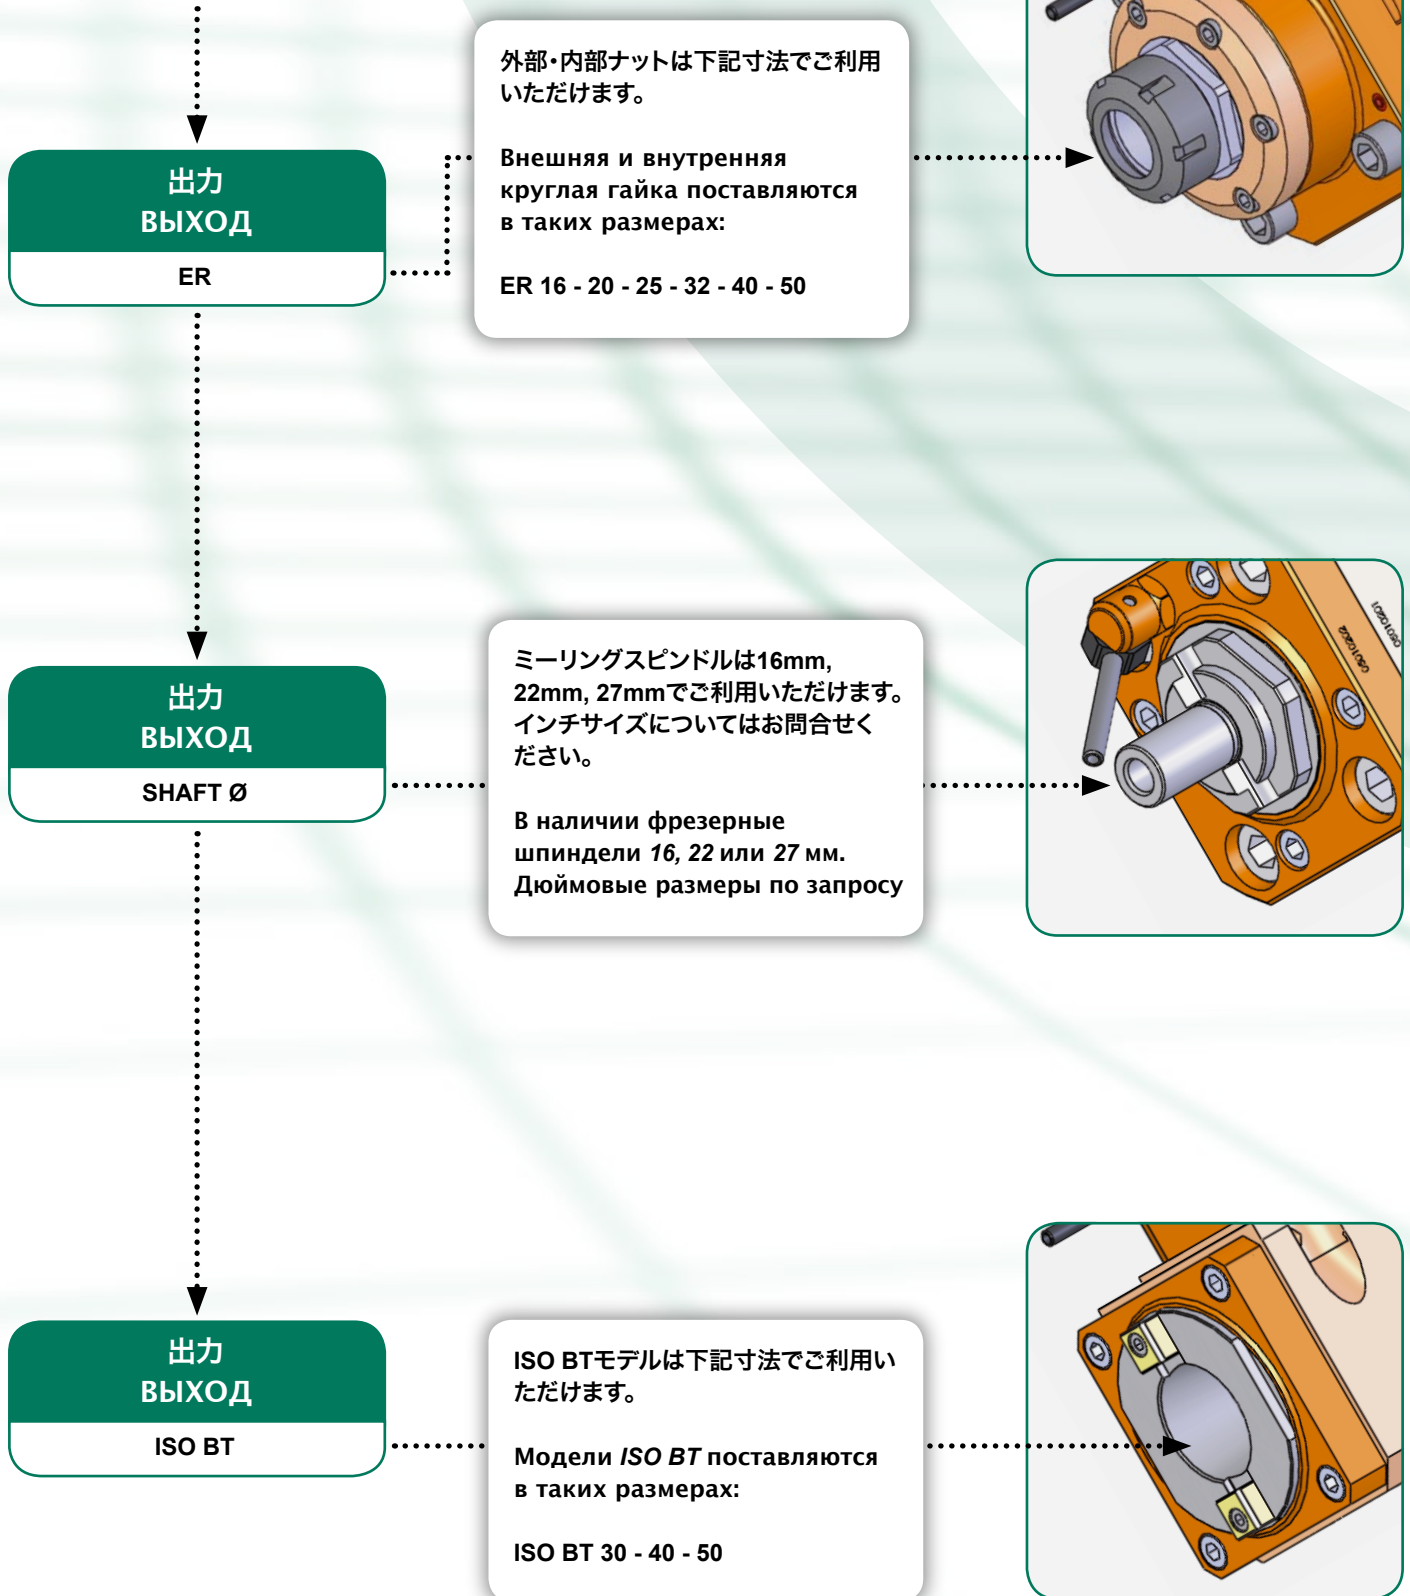 外部・内部ナットは下記寸法でご利用
いただけます。
Внешняя и внутренняя
круглая гайка поставляются
в таких размерах:
ER 16 - 20 - 25 - 32 - 40 - 50
出力
ВЫХОД
ER
出力
ВЫХОД
SHAFT Ø
ミーリングスピンドルは16mm,
22mm, 27mmでご利用いただけます。
インチサイズについてはお問合せく
ださい。
В наличии фрезерные
шпиндели 16, 22 или 27 мм.
Дюймовые размеры по запросу
05010202
05010201
出力
ВЫХОД
ISO BT
ISO BTモデルは下記寸法でご利用い
ただけます。
Модели ISO BT поставляются
в таких размерах:
ISO BT 30 - 40 - 50